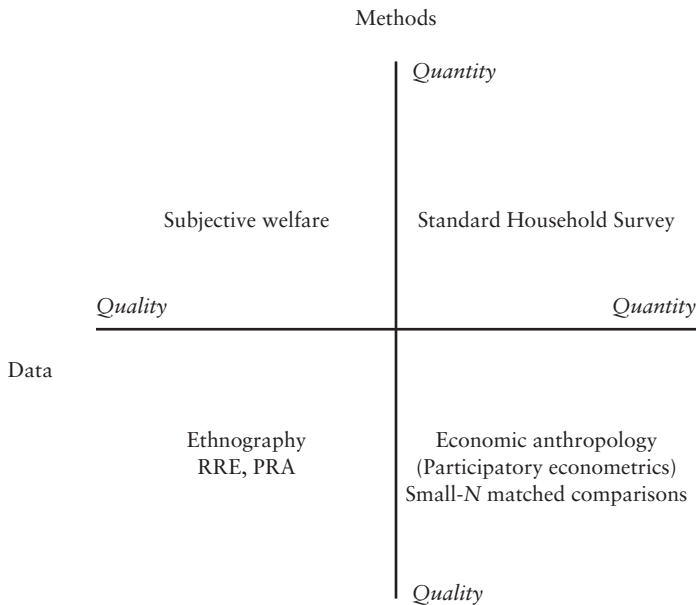 Methods
Quantity
Subjective welfare
Standard Household Survey
Quality
Quantity
Data
Ethnography
RRE, PRA
Economic anthropology
(Participatory econometrics)
Small-N matched comparisons
Quality